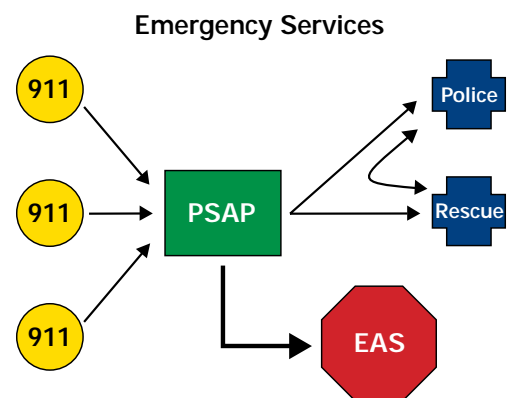 Emergency Services
911
Police
911
PSAP
Rescue
911
EAS